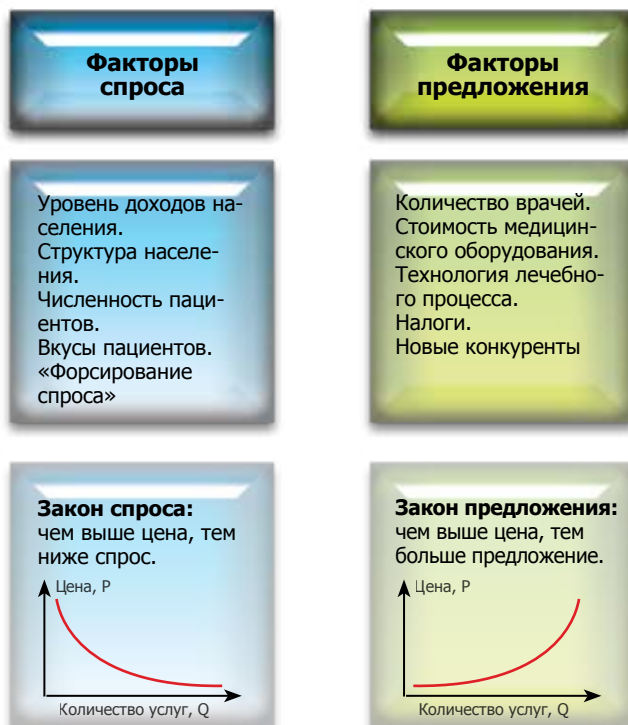 Факторы
спроса
Уровень доходов на-
селения.
Структура населе-
ния.
Численность паци-
ентов.
Вкусы пациентов.
«Форсирование
спроса»
Закон спроса:
чем выше цена, тем
ниже спрос.
Цена, P
Количество услуг, Q
Факторы
предложения
Количество врачей.
Стоимость медицин-
ского оборудования.
Технология лечебно-
го процесса.
Налоги.
Новые конкуренты
Закон предложения:
чем выше цена, тем
больше предложение.
Цена, P
Количество услуг, Q